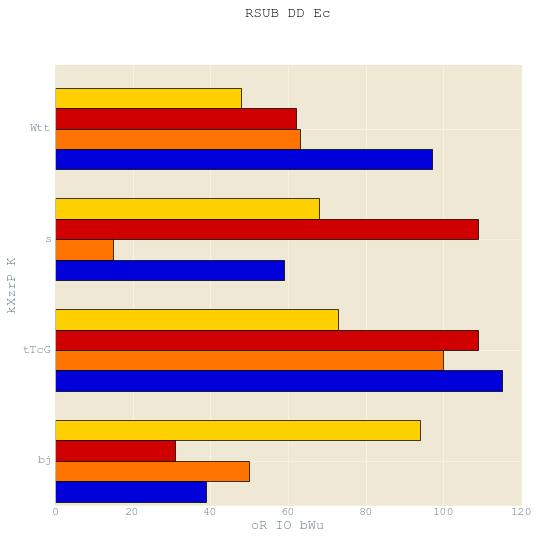 RSUB DD Ec
kXzrP K
Wtt
s
tTcG
bj
0 20 40 60 80 100 120
oR IO bWu